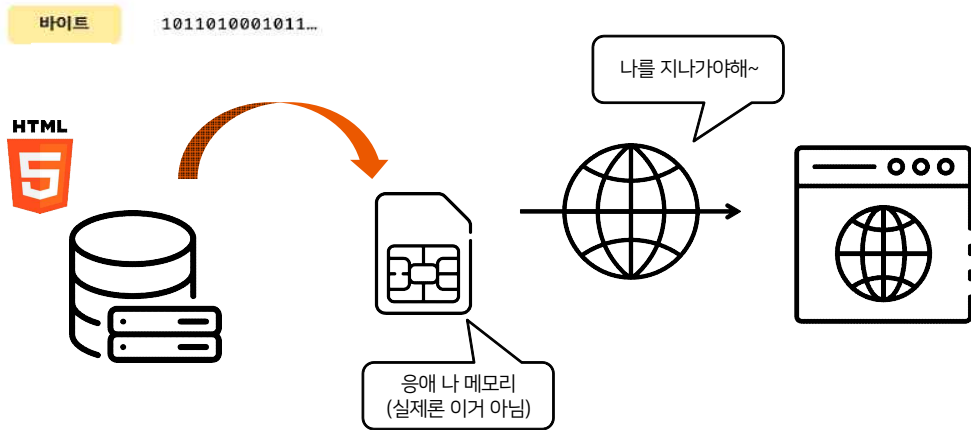 바이트 1011010001011…
나를 지나가야해~
HTML
5
응애 나 메모리
(실제론 이거 아님)